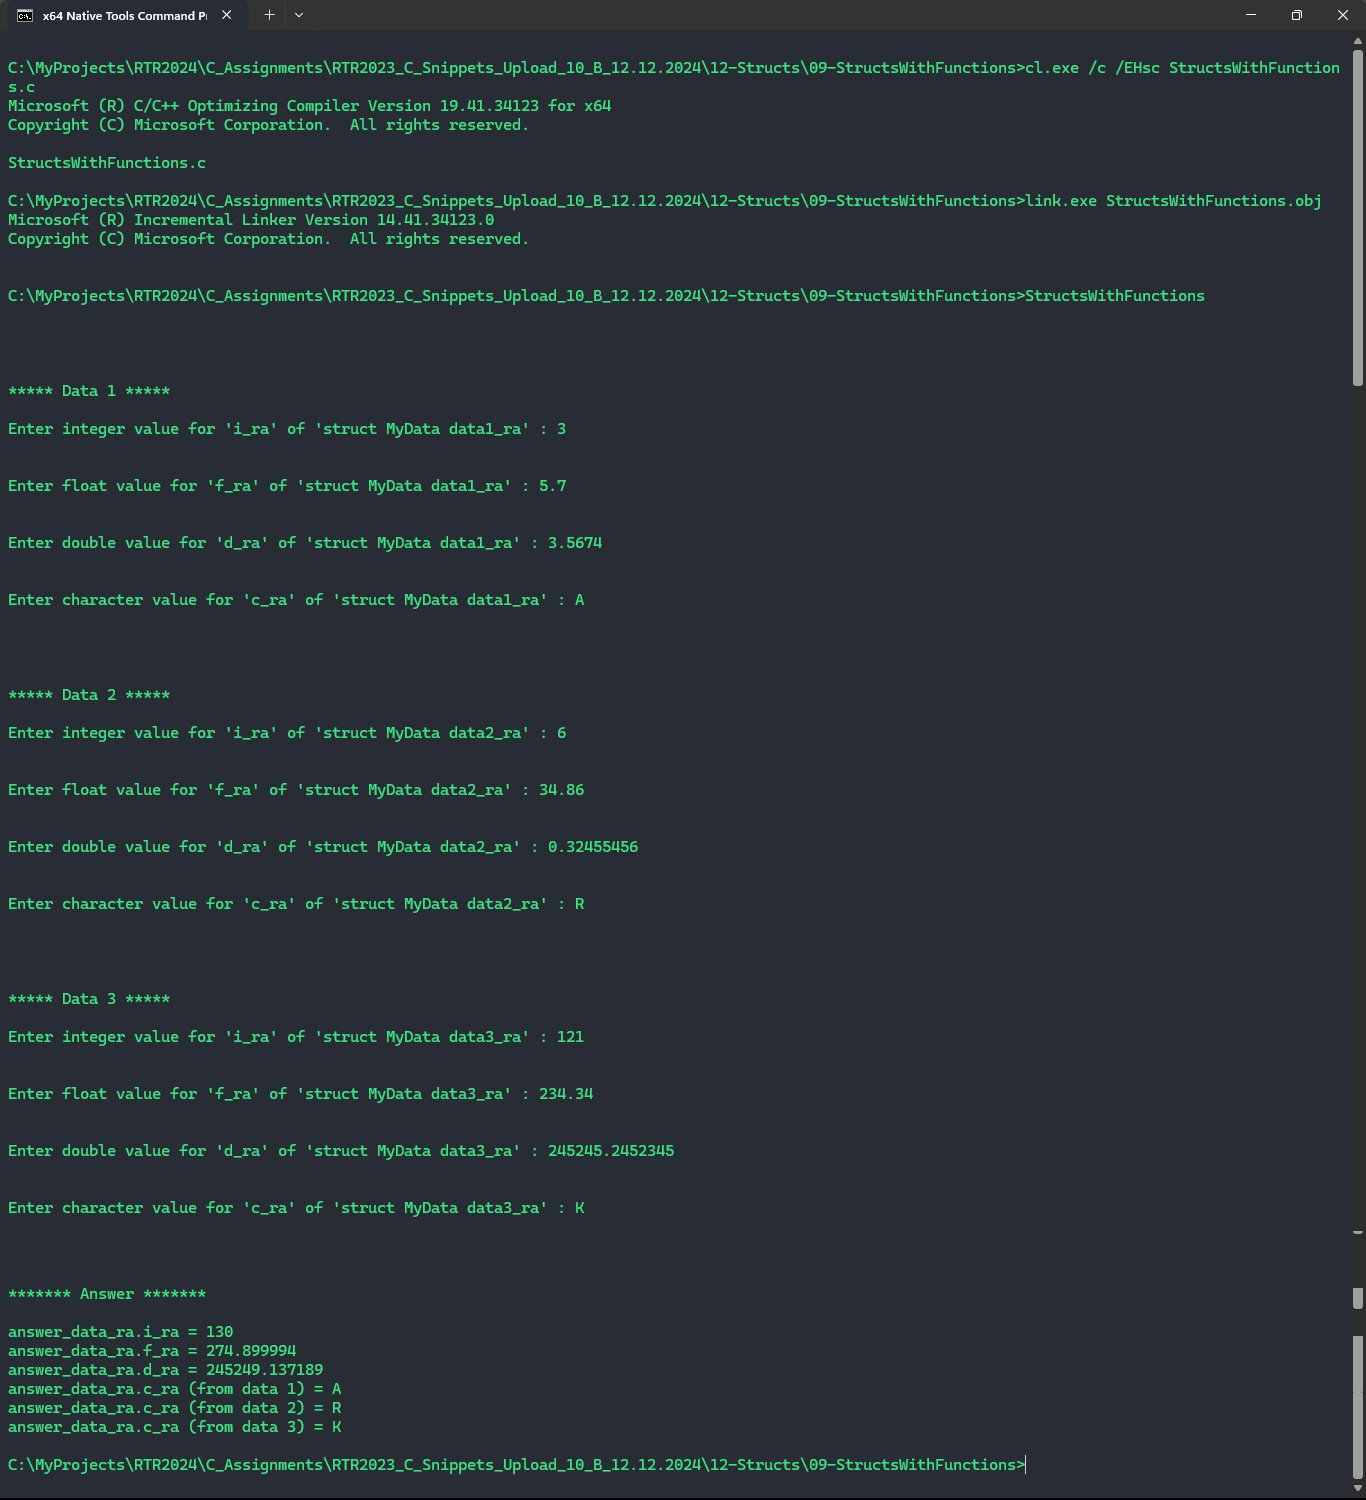 x64 Native Tools Command Pr
C:\MyProjects\RTR2024\C_Assignments\RTR2023_C_Snippets_Upload_10_B_12.12.2024\12-Structs\09-StructsWithFunctions>cl.exe /c /EHsc StructsWithFunction
s.c
Microsoft (R) C/C++ Optimizing Compiler Version 19.41.34123 for x64
Copyright (C) Microsoft Corporation.  All rights reserved.
StructsWithFunctions.c
C:\MyProjects\RTR2024\C_Assignments\RTR2023_C_Snippets_Upload_10_B_12.12.2024\12-Structs\09-StructsWithFunctions>link.exe StructsWithFunctions.obj
Microsoft (R) Incremental Linker Version 14.41.34123.0
Copyright (C) Microsoft Corporation.  All rights reserved.
C:\MyProjects\RTR2024\C_Assignments\RTR2023_C_Snippets_Upload_10_B_12.12.2024\12-Structs\09-StructsWithFunctions>StructsWithFunctions
***** Data 1 *****
Enter integer value for 'i_ra' of 'struct MyData data1_ra' : 3
Enter float value for 'f_ra' of 'struct MyData data1_ra' : 5.7
Enter double value for 'd_ra' of 'struct MyData data1_ra' : 3.5674
Enter character value for 'c_ra' of 'struct MyData data1_ra' : A
***** Data 2 *****
Enter integer value for 'i_ra' of 'struct MyData data2_ra' : 6
Enter float value for 'f_ra' of 'struct MyData data2_ra' : 34.86
Enter double value for 'd_ra' of 'struct MyData data2_ra' : 0.32455456
Enter character value for 'c_ra' of 'struct MyData data2_ra' : R
***** Data 3 *****
Enter integer value for 'i_ra' of 'struct MyData data3_ra' : 121
Enter float value for 'f_ra' of 'struct MyData data3_ra' : 234.34
Enter double value for 'd_ra' of 'struct MyData data3_ra' : 245245.2452345
Enter character value for 'c_ra' of 'struct MyData data3_ra' : K
******* Answer *******
answer_data_ra.i_ra = 130
answer_data_ra.f_ra = 274.899994
answer_data_ra.d_ra = 245249.137189
answer_data_ra.c_ra (from data 1) = A
answer_data_ra.c_ra (from data 2) = R
answer_data_ra.c_ra (from data 3) = K
C:\MyProjects\RTR2024\C_Assignments\RTR2023_C_Snippets_Upload_10_B_12.12.2024\12-Structs\09-StructsWithFunctions>